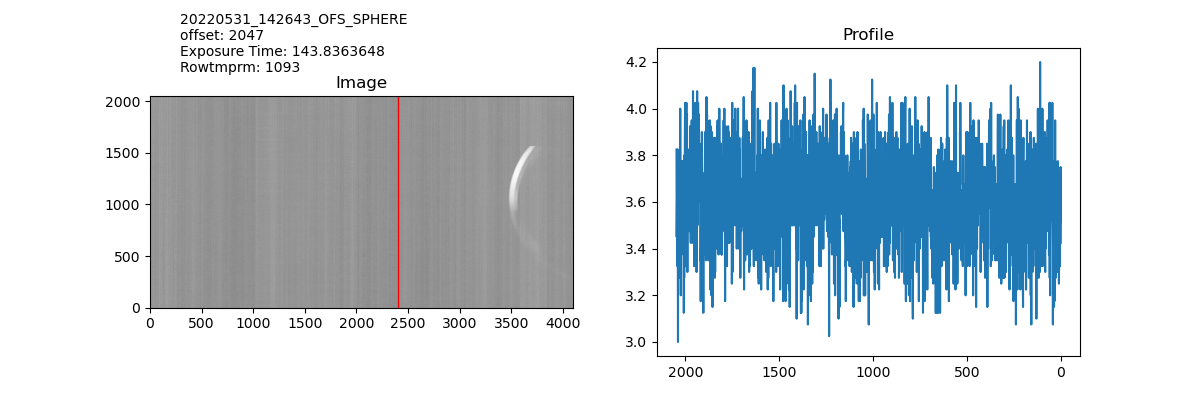 20220531_142643_OFS_SPHERE
offset: 2047
Exposure Time: 143.8363648
Rowtmprm: 1093
Image
2000
1500
1000
500
0
0 500 1000 1500 2000 2500 3000 3500 4000
Profile
4.2
4.0
3.8
3.6
3.4
3.2
3.0
2000 1500 1000 500 0